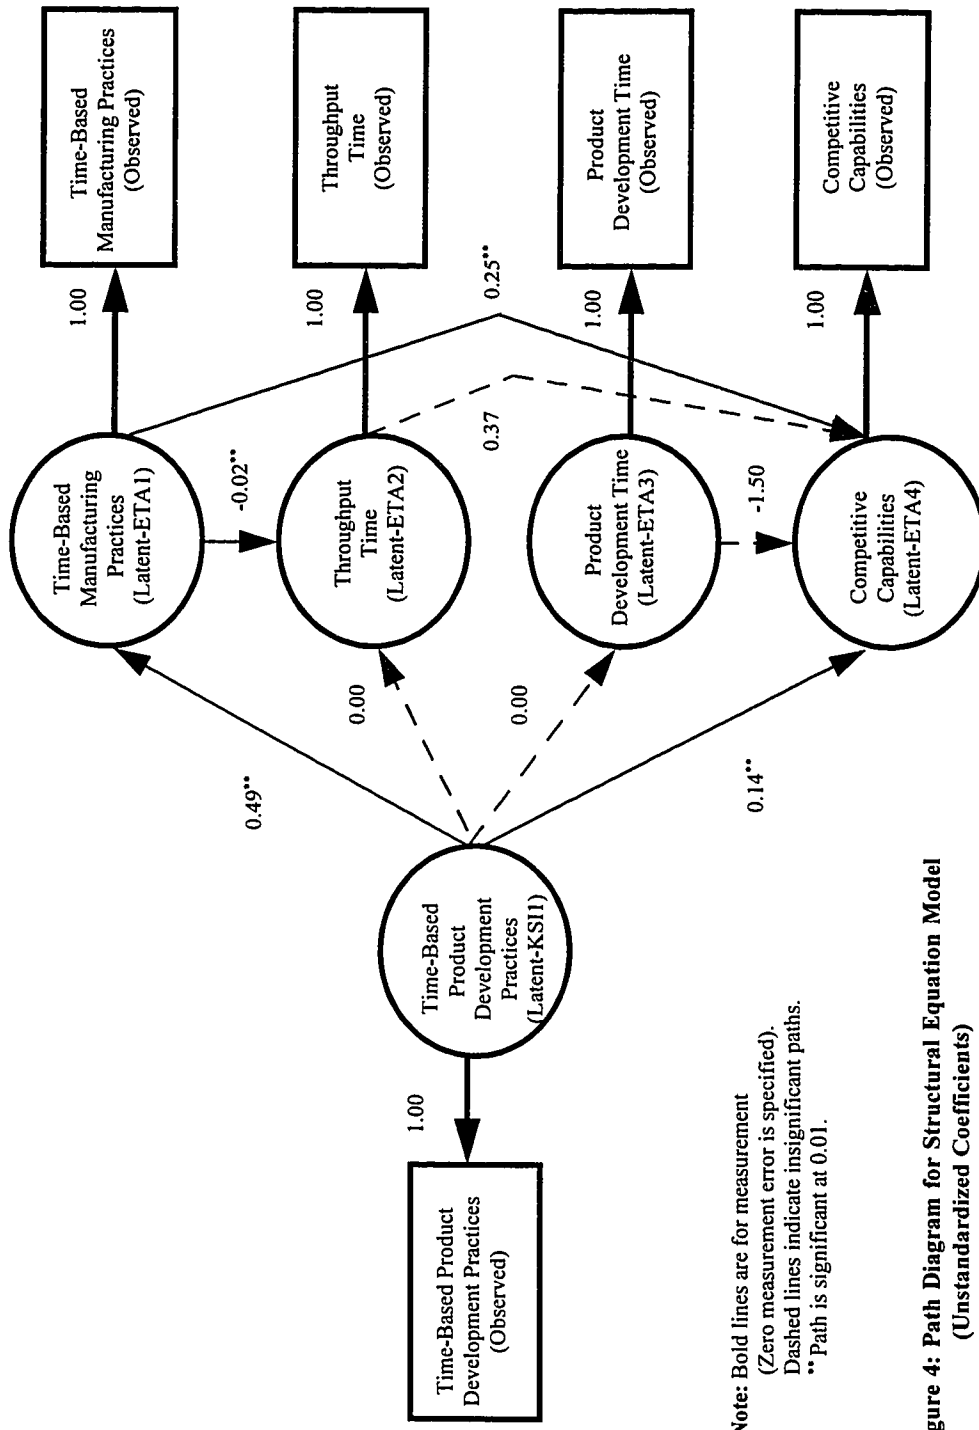 Time-Based Product
Development Practices
(Observed)
1.00
Time-Based
Product
Development
Practices
(Latent-KSI1)
0.49**
0.00
0.00
0.14**
Time-Based
Manufacturing
Practices
(Latent-ETA1)
-0.02**
Throughput
Time
(Latent-ETA2)
Product
Development Time
(Latent-ETA3)
-1.50
Competitive
Capabilities
(Latent-ETA4)
0.37
0.25**
1.00
1.00
1.00
1.00
Time-Based
Manufacturing Practices
(Observed)
Throughput
Time
(Observed)
Product
Development Time
(Observed)
Competitive
Capabilities
(Observed)
Note: Bold lines are for measurement
(Zero measurement error is specified).
Dashed lines indicate insignificant paths.
** Path is significant at 0.01.
gure 4: Path Diagram for Structural Equation Model
(Unstandardized Coefficients)